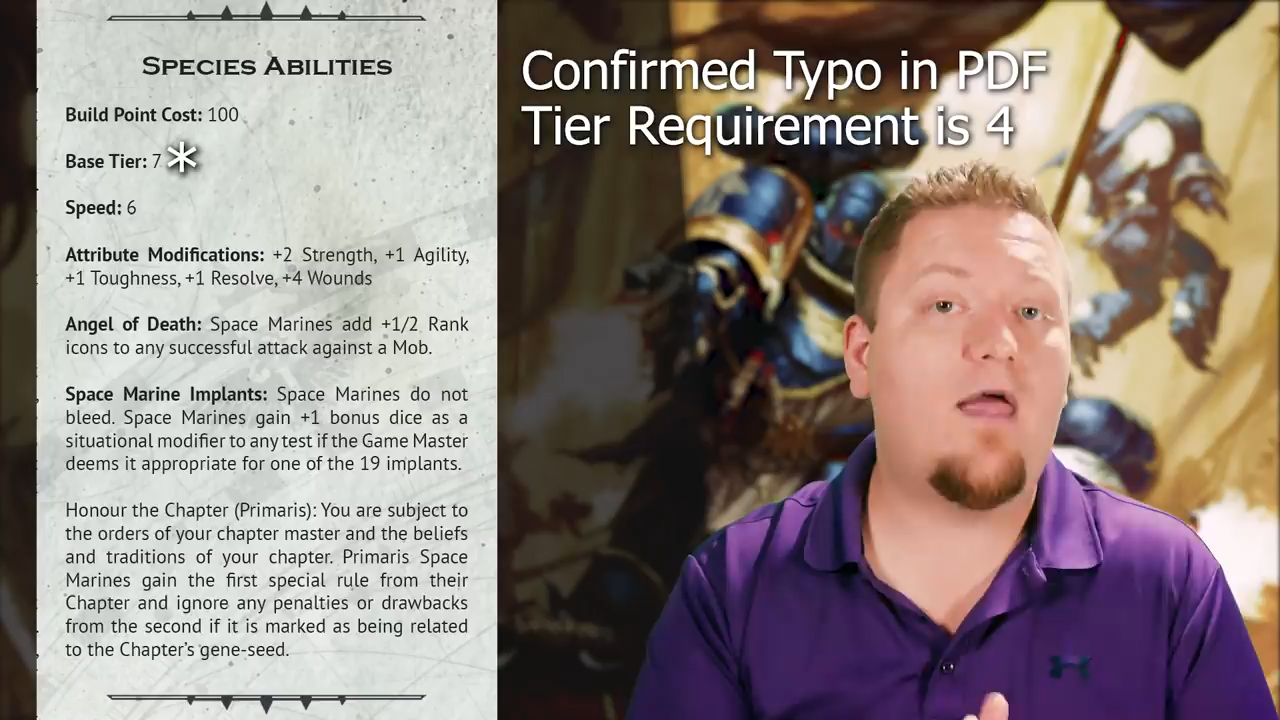 Species Abilities
Build Point Cost: 100
Base Tier: 7 *
Speed: 6
Attribute Modifications: +2 Strength, +1 Agility,
+1 Toughness, +1 Resolve, +4 Wounds
Angel of Death: Space Marines add +1/2 Rank
icons to any successful attack against a Mob.
Space Marine Implants: Space Marines do not
bleed. Space Marines gain +1 bonus dice as a
situational modifier to any test if the Game Master
deems it appropriate for one of the 19 implants.
Honour the Chapter (Primaris): You are subject to
the orders of your chapter master and the beliefs
and traditions of your chapter. Primaris Space
Marines gain the first special rule from their
Chapter and ignore any penalties or drawbacks
from the second if it is marked as being related
to the Chapter's gene-seed.
Confirmed Typo in PDF
Tier Requirement is 4